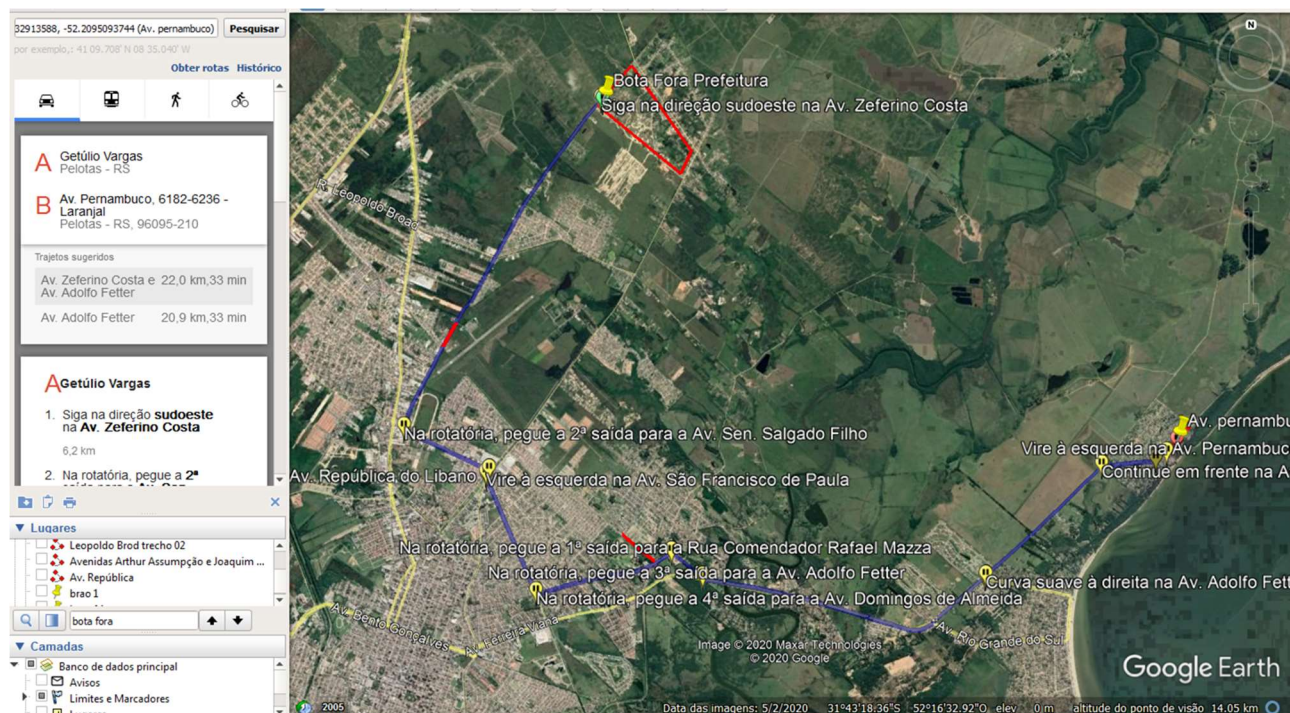 32913588, -52.2095093744 (Av. pernambuco)
Pesquisar
por exemplo,: 41 09.708' N 08 35.040' W
Obter rotas Histórico
A Getúlio Vargas
Pelotas - RS
B Av. Pernambuco, 6182-6236 -
Laranjal
Pelotas - RS, 96095-210
Trajetos sugeridos
Av. Zeferino Costa e 22,0 km,33 min
Av. Adolfo Fetter
Av. Adolfo Fetter 20,9 km,33 min
A Getúlio Vargas
1. Siga na direção sudoeste
na Av. Zeferino Costa
6,2 km
2. Na rotatória, pegue a 2ª
Lugares
Leopoldo Brod trecho 02
Avenidas Arthur Assumpção e Joaquim ...
Av. República
brao 1
bota fora
Camadas
Banco de dados principal
Avisos
Limites e Marcadores
N
Bota Fora Prefeitura
Siga na direção sudoeste na Av. Zeferino Costa
R. Leopoldo Broad
Na rotatória, pegue a 2ª saída para a Av. Sen. Salgado Filho
Av. pernambu
Vire à esquerda na Av. Pernambuc
Continue em frente na A
Av. República do Líbano
Vire à esquerda na Av. São Francisco de Paula
Na rotatória, pegue a 1ª saída para a Rua Comendador Rafael Mazza
Na rotatória, pegue a 3ª saída para a Av. Adolfo Fetter
Curva suave à direita na Av. Adolfo Fett
Na rotatória, pegue a 4ª saída para a Av. Domingos de Almeida
Av. Bento Gonçalves
Av. Ferreira Viana
Av. Rio Grande do Sul
Image © 2020 Maxar Technologies
© 2020 Google
Google Earth
2005
Data das imagens: 5/2/2020 31°43'18.36"S 52°16'32.92"O elev 0 m altitude do ponto de visão 14.05 km